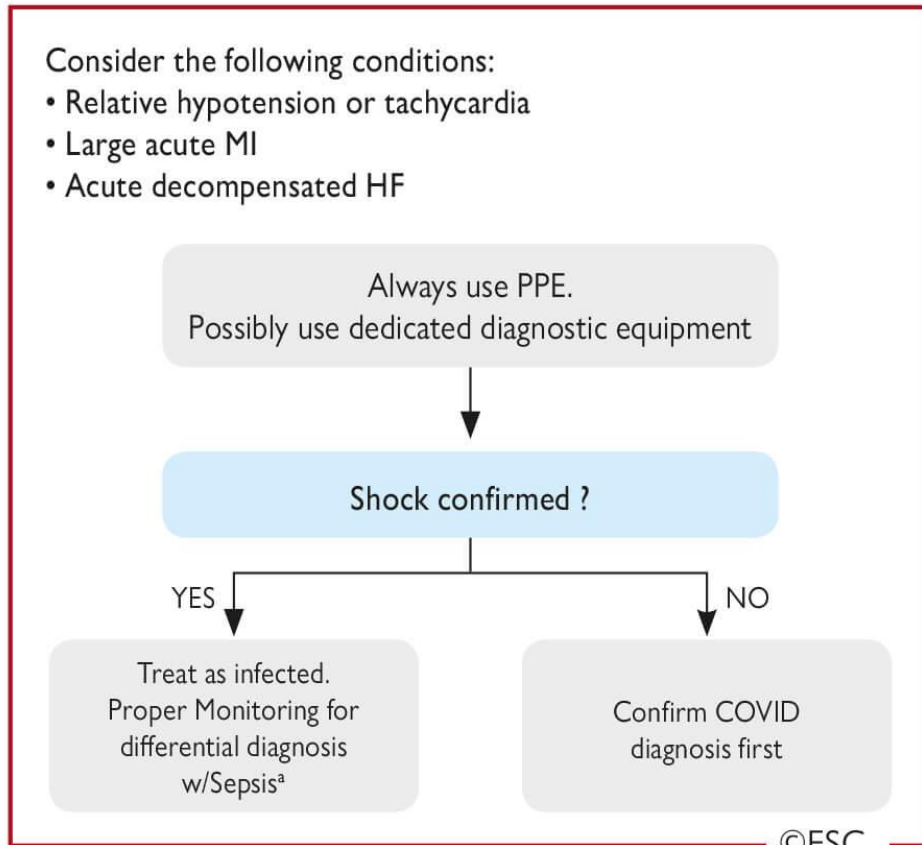 Consider the following conditions:
• Relative hypotension or tachycardia
• Large acute MI
• Acute decompensated HF
Always use PPE.
Possibly use dedicated diagnostic equipment
Shock confirmed ?
YES
NO
Treat as infected.
Proper Monitoring for
differential diagnosis
w/Sepsisᵃ
Confirm COVID
diagnosis first
©ESC